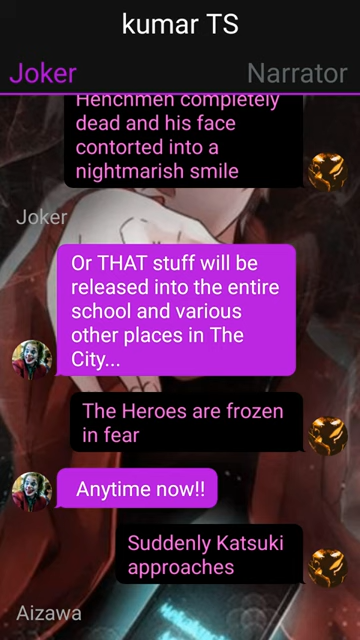 kumar TS
Joker
Narrator
Henchmen completely
dead and his face
contorted into a
nightmarish smile
Joker
Or THAT stuff will be
released into the entire
school and various
other places in The
City...
The Heroes are frozen
in fear
Anytime now!!
Suddenly Katsuki
approaches
Aizawa